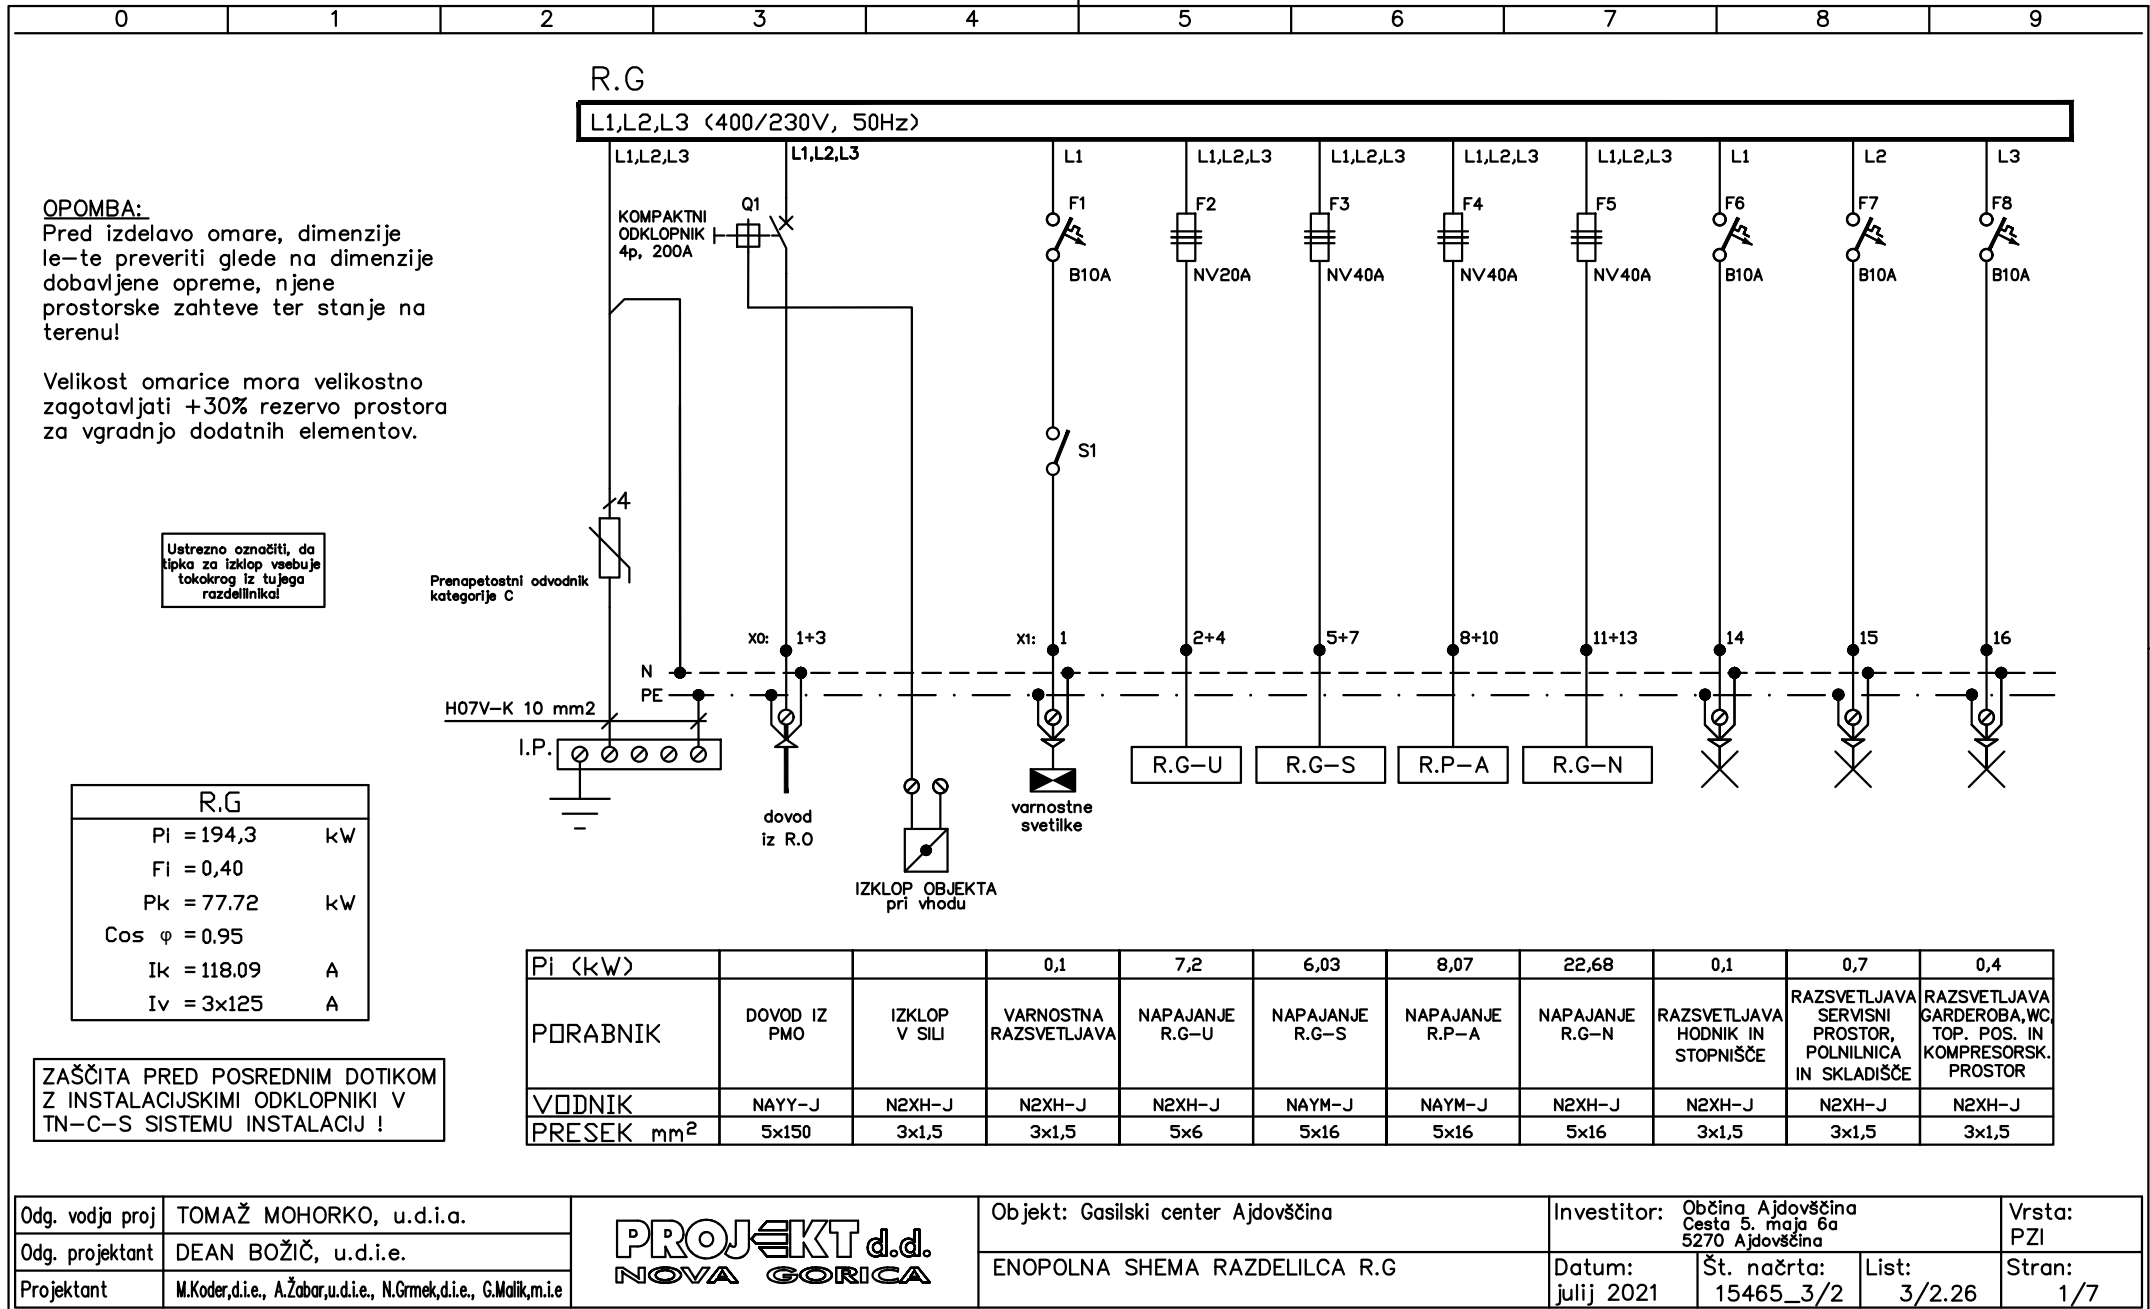 0 1 2 3 4 5 6 7 8 9
R.G
L1,L2,L3 (400/230V, 50Hz)
L1,L2,L3 L1,L2,L3 L1 L1,L2,L3 L1,L2,L3 L1,L2,L3 L1,L2,L3 L1 L2 L3
OPOMBA:
Pred izdelavo omare, dimenzije
le-te preveriti glede na dimenzije
dobavljene opreme, njene
prostorske zahteve ter stanje na
terenu!
Velikost omarice mora velikostno
zagotavljati +30% rezervo prostora
za vgradnjo dodatnih elementov.
KOMPAKTNI
ODKLOPNIK
4p, 200A
Q1 F1 F2 F3 F4 F5 F6 F7 F8
B10A NV20A NV40A NV40A NV40A B10A B10A B10A
S1
4
Ustrezno označiti, da
tipka za izklop vsebuje
tokokrog iz tujega
razdelilnika!
Prenapetostni odvodnik
kategorije C
X0: 1+3 X1: 1 2+4 5+7 8+10 11+13 14 15 16
N
PE
H07V-K 10 mm2
I.P.
R.G-U R.G-S R.P-A R.G-N
dovod
iz R.O
varnostne
svetilke
IZKLOP OBJEKTA
pri vhodu
R.G
Pi = 194,3 kW
Fi = 0,40
Pk = 77.72 kW
Cos φ = 0.95
Ik = 118.09 A
Iv = 3x125 A
ZAŠČITA PRED POSREDNIM DOTIKOM
Z INSTALACIJSKIMI ODKLOPNIKI V
TN-C-S SISTEMU INSTALACIJ !
Pi (kW) 0,1 7,2 6,03 8,07 22,68 0,1 0,7 0,4
PORABNIK
DOVOD IZ
PMO
IZKLOP
V SILI
VARNOSTNA
RAZSVETLJAVA
NAPAJANJE
R.G-U
NAPAJANJE
R.G-S
NAPAJANJE
R.P-A
NAPAJANJE
R.G-N
RAZSVETLJAVA
HODNIK IN
STOPNIŠČE
RAZSVETLJAVA
SERVISNI
PROSTOR,
POLNILNICA
IN SKLADIŠČE
RAZSVETLJAVA
GARDEROBA,WC,
TOP. POS. IN
KOMPRESORSK.
PROSTOR
VODNIK NAYY-J N2XH-J N2XH-J N2XH-J NAYM-J NAYM-J N2XH-J N2XH-J N2XH-J N2XH-J
PRESEK mm2 5x150 3x1,5 3x1,5 5x6 5x16 5x16 5x16 3x1,5 3x1,5 3x1,5
Odg. vodja proj TOMAŽ MOHORKO, u.d.i.a.
Odg. projektant DEAN BOŽIČ, u.d.i.e.
Projektant M.Koder,d.i.e., A.Žabar,u.d.i.e., N.Grmek,d.i.e., G.Malik,m.i.e
PROJEKT d.d.
NOVA GORICA
Objekt: Gasilski center Ajdovščina
ENOPOLNA SHEMA RAZDELILCA R.G
Investitor: Občina Ajdovščina
Cesta 5. maja 6a
5270 Ajdovščina
Vrsta:
PZI
Datum:
julij 2021
Št. načrta:
15465_3/2
List:
3/2.26
Stran:
1/7